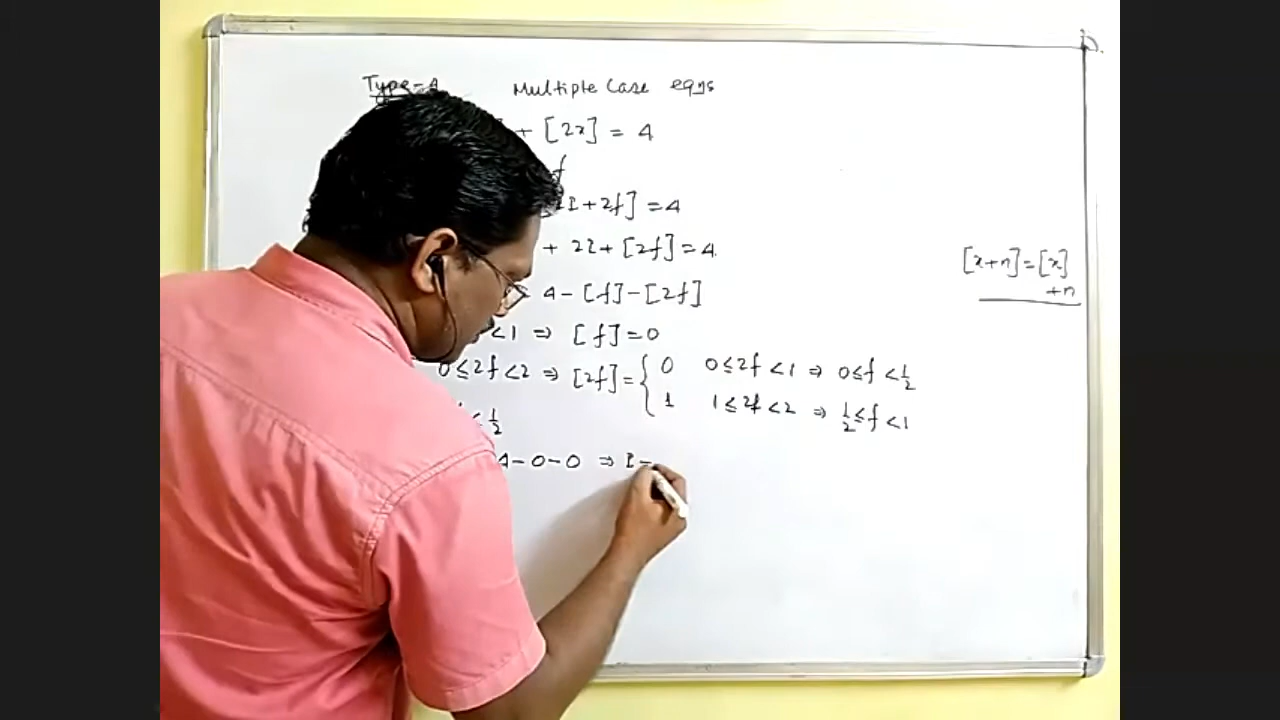 Type-4 Multiple Case eqns
+ [2x] = 4
f
2I+2f] = 4
+ 2I + [2f] = 4.
4 - [f] - [2f]
< 1 ⇒ [f] = 0
0 ≤ 2f < 2 ⇒ [2f] = { 0 0 ≤ 2f < 1 ⇒ 0 ≤ f < 1/2
1 1 ≤ 2f < 2 ⇒ 1/2 ≤ f < 1
< 1/2
4 - 0 - 0 ⇒ I =
[x+n] = [x]
+n